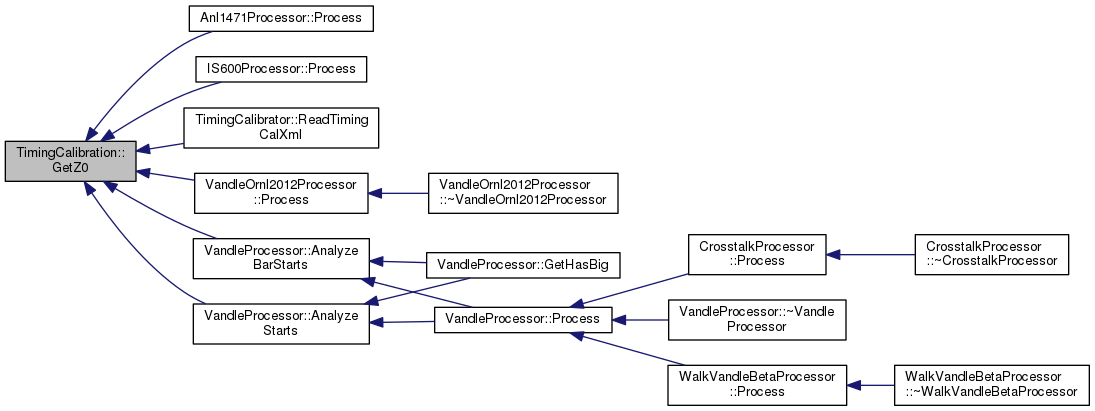 Anl1471Processor::Process
IS600Processor::Process
TimingCalibrator::ReadTiming
CalXml
TimingCalibration::
GetZ0
VandleOrnl2012Processor
::Process
VandleOrnl2012Processor
::~VandleOrnl2012Processor
VandleProcessor::Analyze
BarStarts
VandleProcessor::GetHasBig
CrosstalkProcessor
::Process
CrosstalkProcessor
::~CrosstalkProcessor
VandleProcessor::Analyze
Starts
VandleProcessor::Process
VandleProcessor::~Vandle
Processor
WalkVandleBetaProcessor
::Process
WalkVandleBetaProcessor
::~WalkVandleBetaProcessor